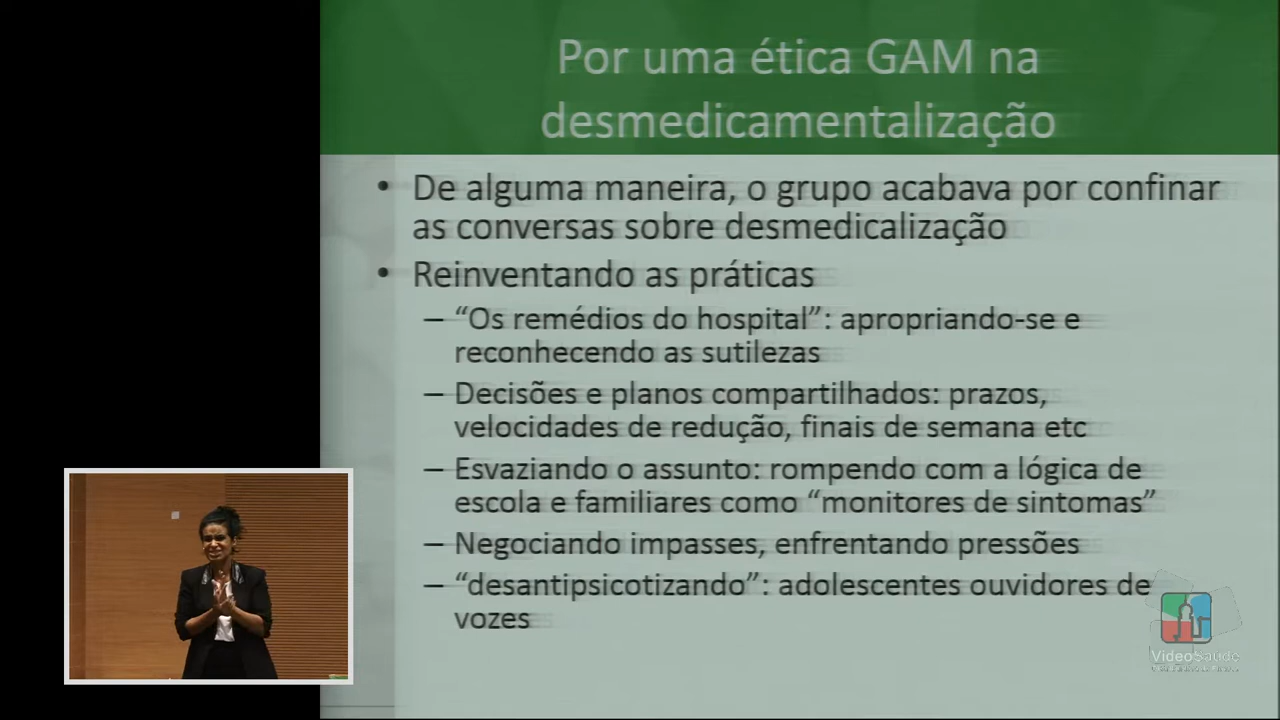 Por uma ética GAM na
desmedicamentalização
• De alguma maneira, o grupo acabava por confinar
as conversas sobre desmedicalização
• Reinventando as práticas
– “Os remédios do hospital”: apropriando-se e
reconhecendo as sutilezas
– Decisões e planos compartilhados: prazos,
velocidades de redução, finais de semana etc
– Esvaziando o assunto: rompendo com a lógica de
escola e familiares como “monitores de sintomas”
– Negociando impasses, enfrentando pressões
– “desantipsicotizando”: adolescentes ouvidores de
vozes
VideoSaúde